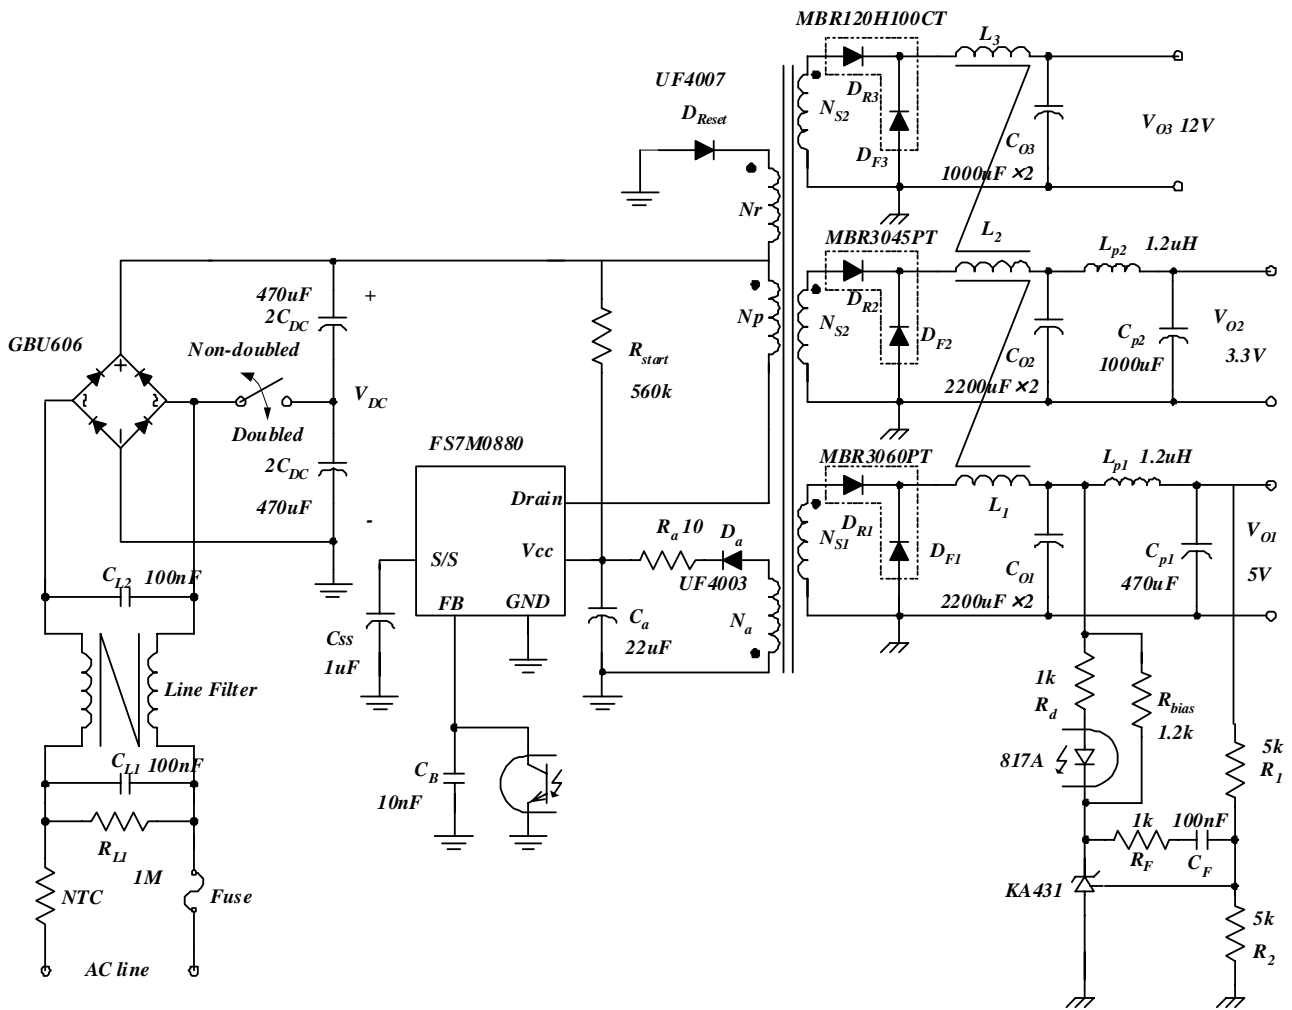 MBR120H100CT
L3
UF4007
DReset
DR3
NS2
CO3
VO3 12V
DF3
1000uF ×2
Nr
MBR3045PT
L2
Lp2 1.2uH
470uF
+
2CDC
Np
DR2
NS2
VO2
GBU606
Non-doubled
DF2
Cp2
Rstart
CO2
3.3V
1000uF
560k
VDC
2200uF ×2
Doubled
FS7M0880
MBR3060PT
Lp1 1.2uH
2CDC
470uF
Drain
L1
-
Ra 10
Da
DR1
NS1
VO1
S/S
Vcc
DF1
Cp1
CL2
100nF
UF4003
CO1
470uF
5V
FB
GND
2200uF ×2
Css
Ca
Na
1uF
22uF
Line Filter
1k
Rd
Rbias
1.2k
CL1
100nF
CB
817A
5k
R1
10nF
1k
100nF
RL1
RF
CF
1M
NTC
Fuse
KA431
5k
R2
AC line